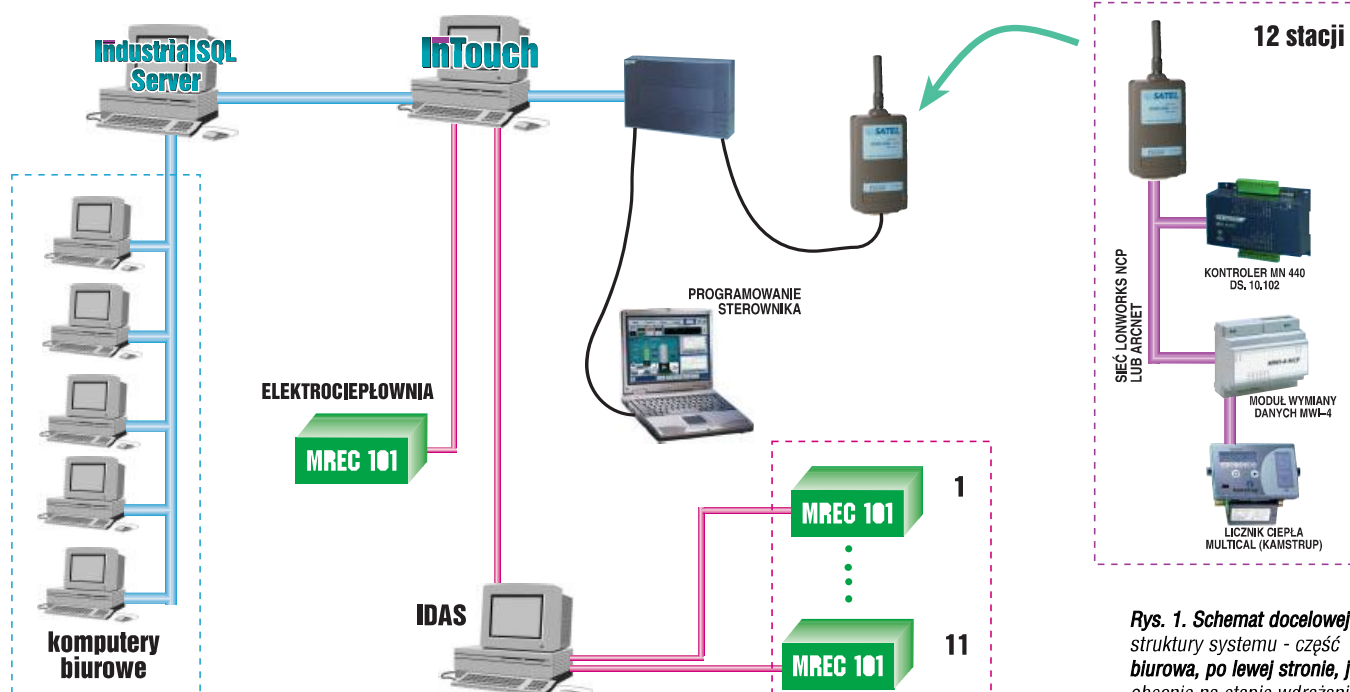 IndustrialSQL
Server
InTouch
12 stacji
SATEL
SATEL
KONTROLER MN 440
DS. 10.102
SIEĆ LONWORKS NCP
LUB ARCNET
PROGRAMOWANIE
STEROWNIKA
MODUŁ WYMIANY
DANYCH MWI–4
ELEKTROCIEPŁOWNIA
MREC 101
1
MREC 101
LICZNIK CIEPŁA
MULTICAL (KAMSTRUP)
IDAS
11
MREC 101
komputery
biurowe
Rys. 1. Schemat docelowej
struktury systemu - część
biurowa, po lewej stronie, j